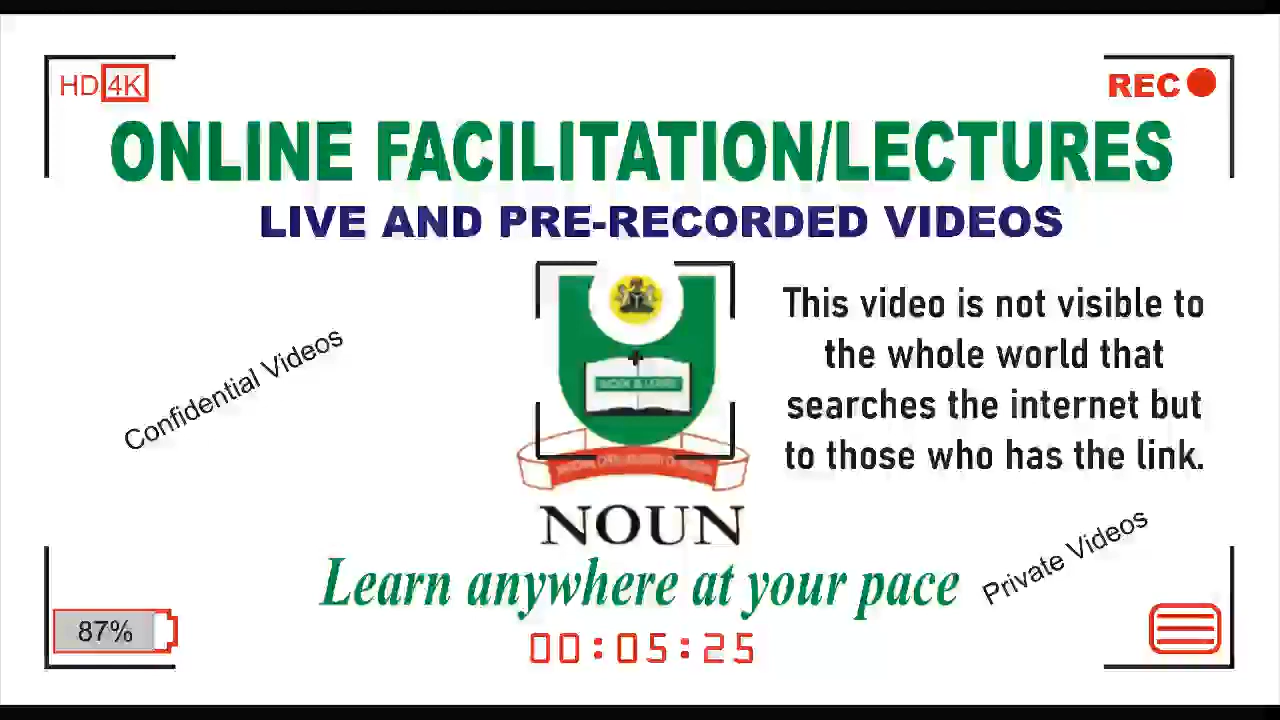 HD 4K
REC
ONLINE FACILITATION/LECTURES
LIVE AND PRE-RECORDED VIDEOS
This video is not visible to
the whole world that
searches the internet but
to those who has the link.
Confidential Videos
NOUN
Private Videos
Learn anywhere at your pace
87%
00:05:25